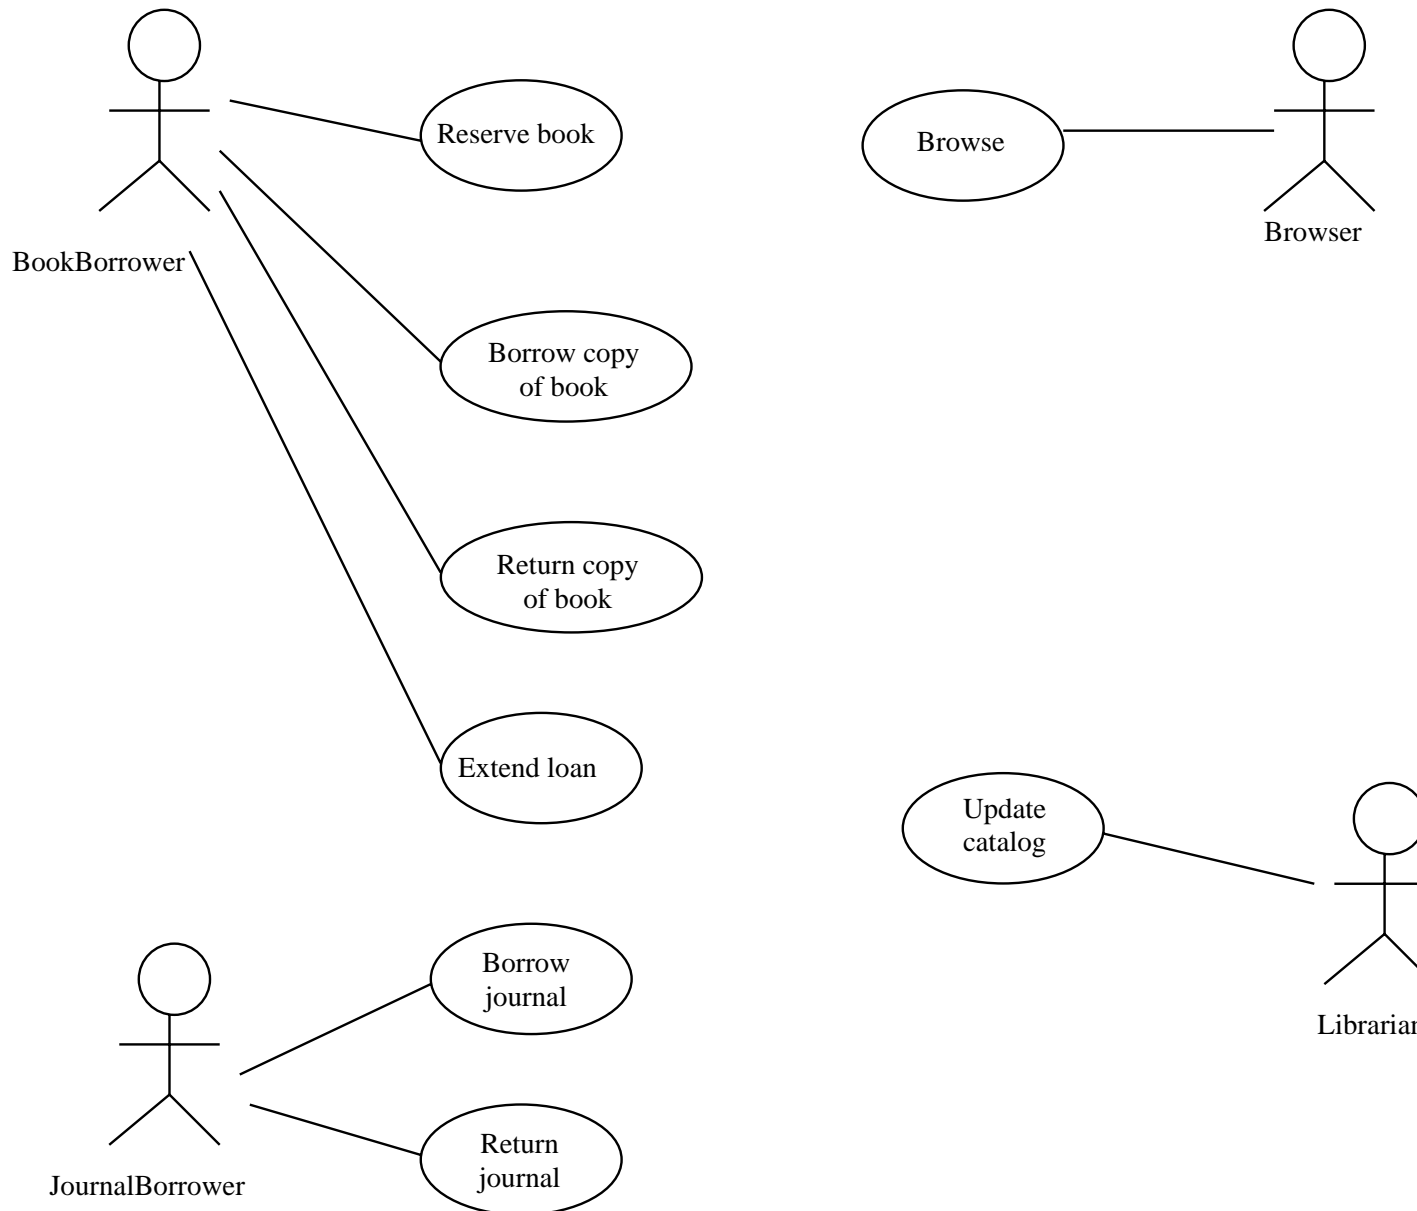 Reserve book
Browse
Browser
BookBorrower
Borrow copy
of book
Return copy
of book
Extend loan
Update
catalog
Borrow
journal
Librarian
Return
journal
JournalBorrower